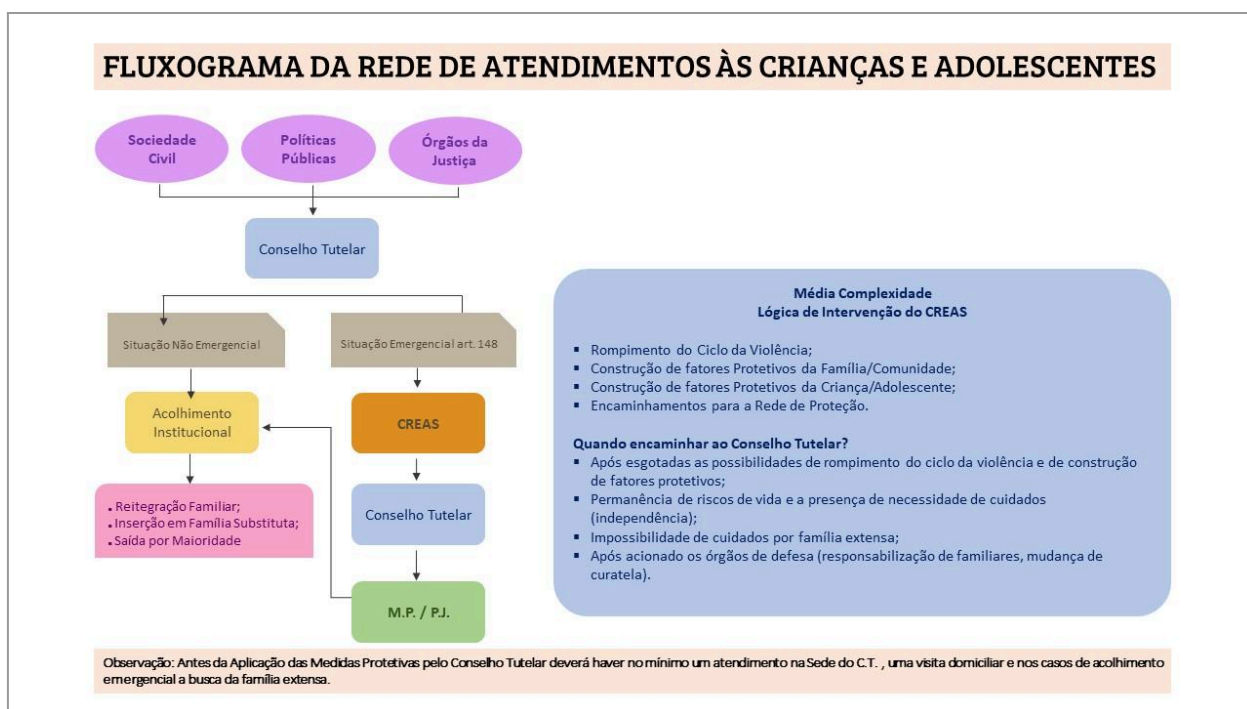 FLUXOGRAMA DA REDE DE ATENDIMENTOS ÀS CRIANÇAS E ADOLESCENTES
Sociedade
Civil
Políticas
Públicas
Órgãos da
Justiça
Conselho Tutelar
Situação Não Emergencial
Situação Emergencial art. 148
Acolhimento
Institucional
CREAS
. Reitegração Familiar;
. Inserção em Família Substituta;
. Saída por Maioridade
Conselho Tutelar
M.P. / P.J.
Média Complexidade
Lógica de Intervenção do CREAS
▪ Rompimento do Ciclo da Violência;
▪ Construção de fatores Protetivos da Família/Comunidade;
▪ Construção de fatores Protetivos da Criança/Adolescente;
▪ Encaminhamentos para a Rede de Proteção.
Quando encaminhar ao Conselho Tutelar?
▪ Após esgotadas as possibilidades de rompimento do ciclo da violência e de construção
de fatores protetivos;
▪ Permanência de riscos de vida e a presença de necessidade de cuidados
(independência);
▪ Impossibilidade de cuidados por família extensa;
▪ Após acionado os órgãos de defesa (responsabilização de familiares, mudança de
curatela).
Observação: Antes da Aplicação das Medidas Protetivas pelo Conselho Tutelar deverá haver no mínimo um atendimento na Sede do C.T. , uma visita domiciliar e nos casos de acolhimento
emergencial a busca da família extensa.